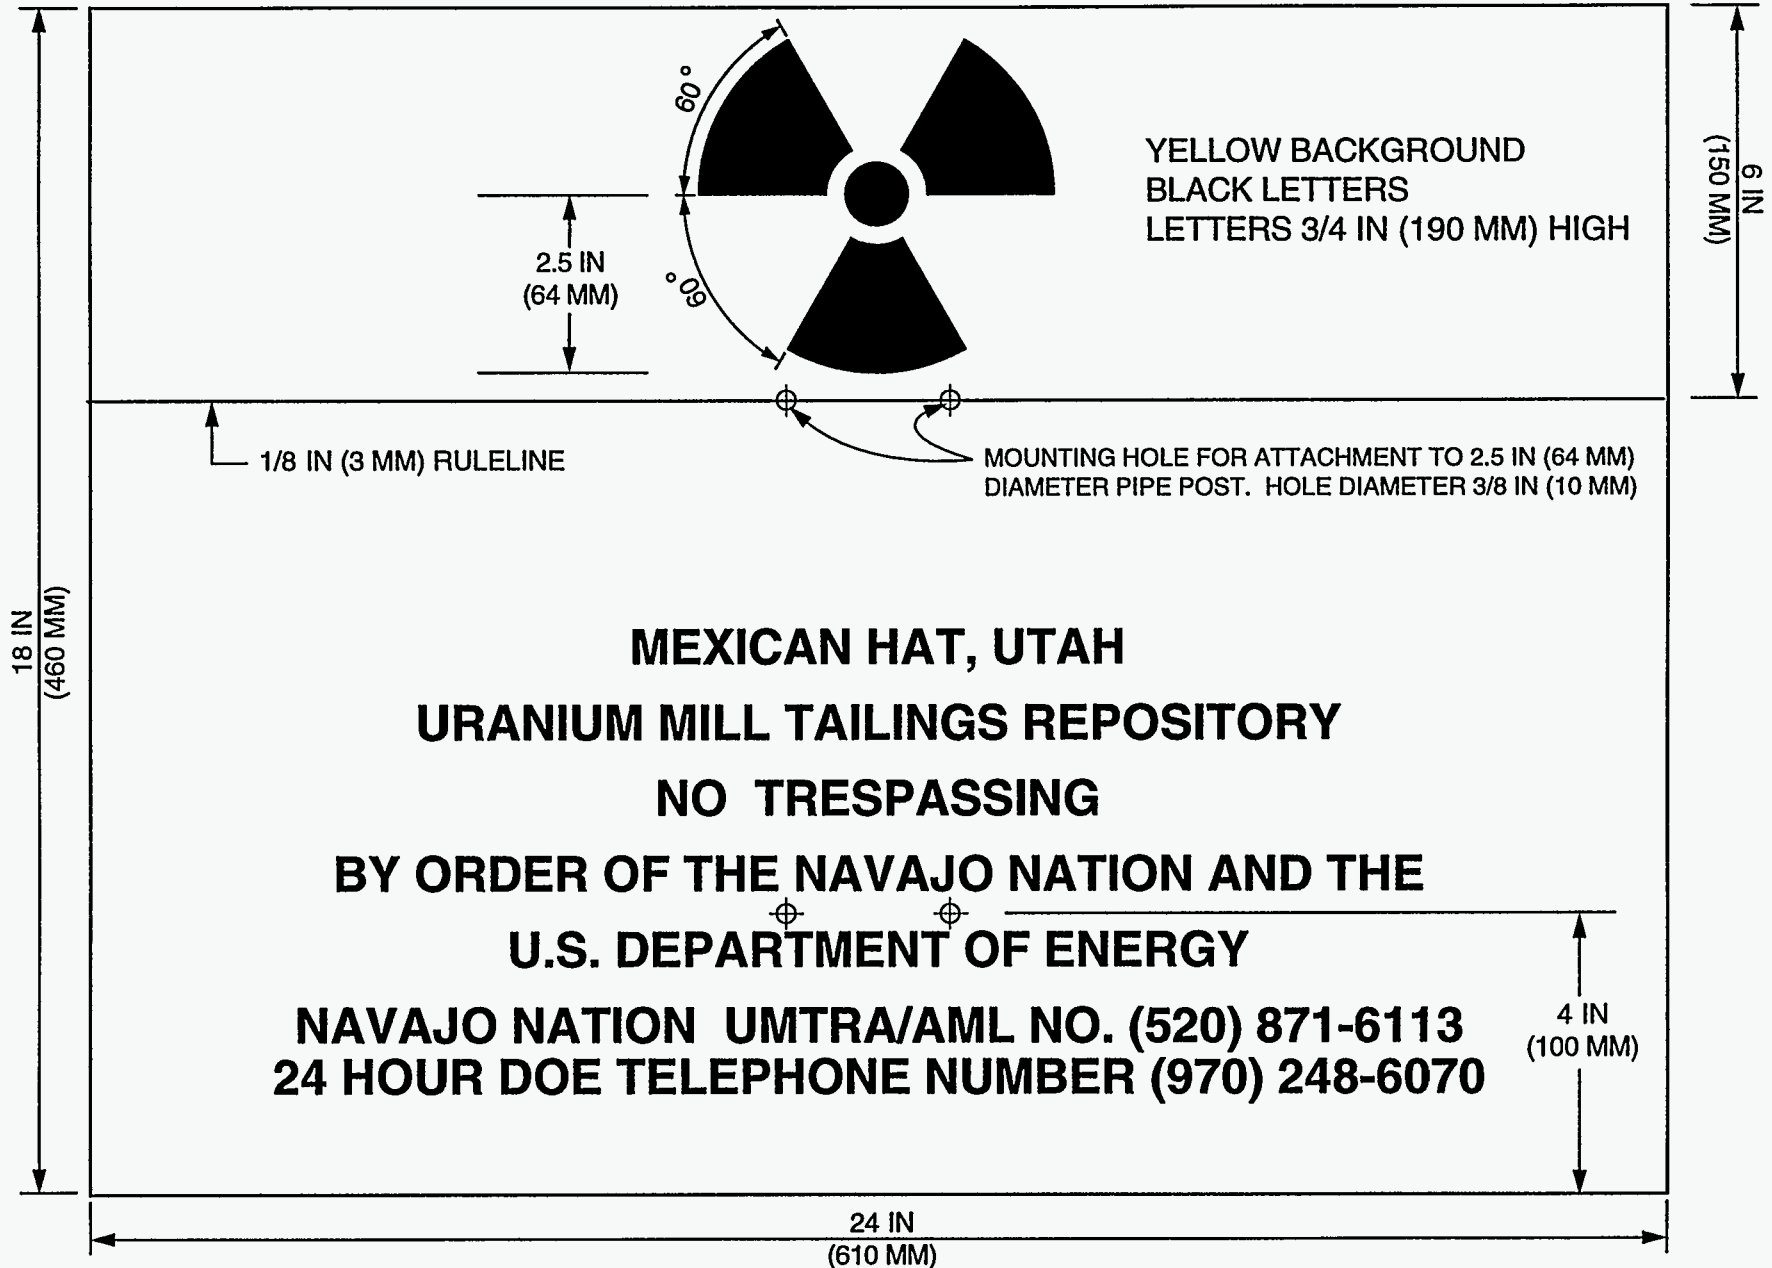 60°
60°
2.5 IN
(64 MM)
YELLOW BACKGROUND
BLACK LETTERS
LETTERS 3/4 IN (190 MM) HIGH
6 IN
(150 MM)
1/8 IN (3 MM) RULELINE
MOUNTING HOLE FOR ATTACHMENT TO 2.5 IN (64 MM)
DIAMETER PIPE POST. HOLE DIAMETER 3/8 IN (10 MM)
18 IN
(460 MM)
MEXICAN HAT, UTAH
URANIUM MILL TAILINGS REPOSITORY
NO TRESPASSING
BY ORDER OF THE NAVAJO NATION AND THE
U.S. DEPARTMENT OF ENERGY
NAVAJO NATION UMTRA/AML NO. (520) 871-6113
24 HOUR DOE TELEPHONE NUMBER (970) 248-6070
4 IN
(100 MM)
24 IN
(610 MM)